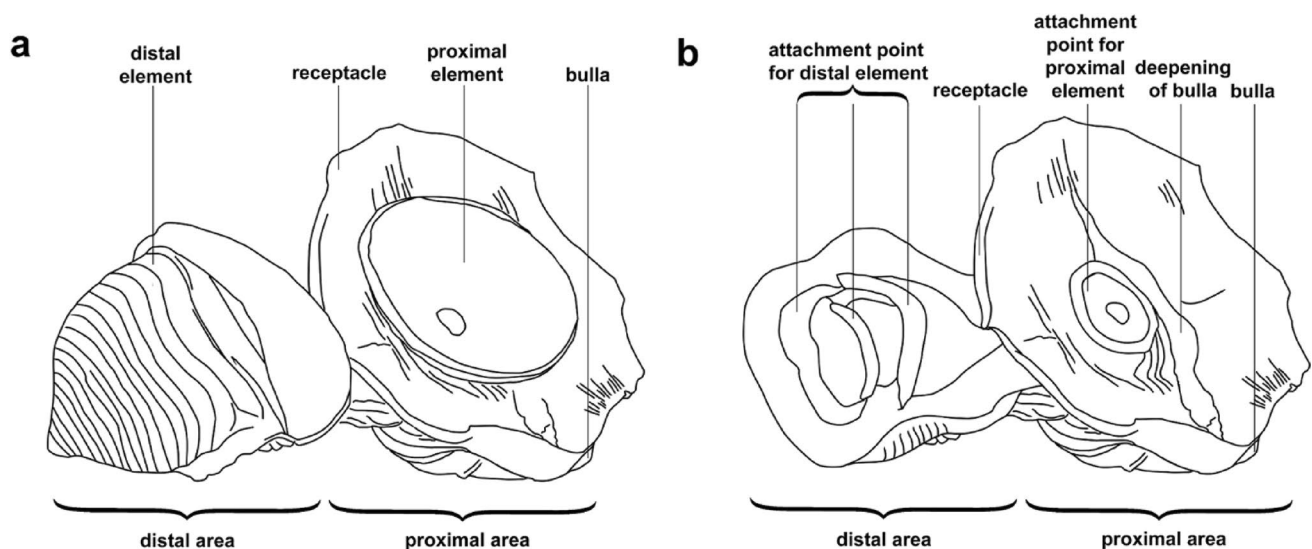 a
distal
element
receptacle
proximal
element
bulla
distal area
proximal area
b
attachment point
for distal element
receptacle
attachment
point for
proximal
element
deepening
of bulla
bulla
distal area
proximal area